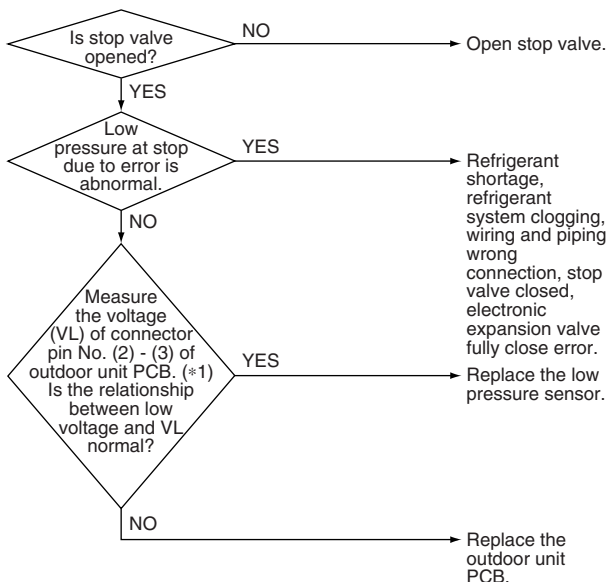 Is stop valve
opened?
NO
Open stop valve.
YES
Low
pressure at stop
due to error is
abnormal.
YES
Refrigerant
shortage,
refrigerant
system clogging,
wiring and piping
wrong
connection, stop
valve closed,
electronic
expansion valve
fully close error.
NO
Measure
the voltage
(VL) of connector
pin No. (2) - (3) of
outdoor unit PCB. (*1)
Is the relationship
between low
voltage and VL
normal?
YES
Replace the low
pressure sensor.
NO
Replace the
outdoor unit
PCB.